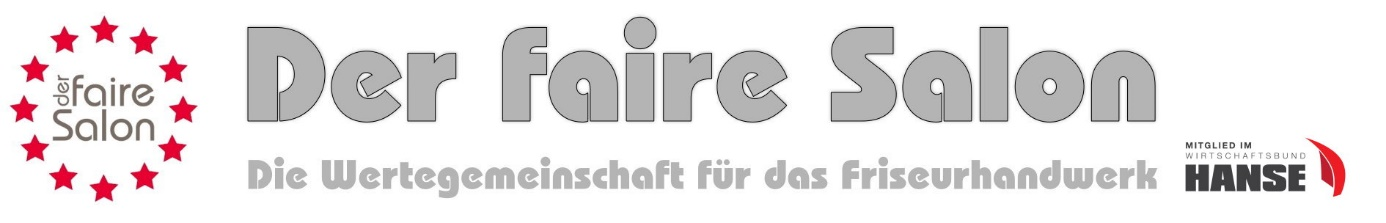 der
faire
Salon
Der faire Salon
Die Wertegemeinschaft für das Friseurhandwerk
MITGLIED IM
WIRTSCHAFTSBUND
HANSE